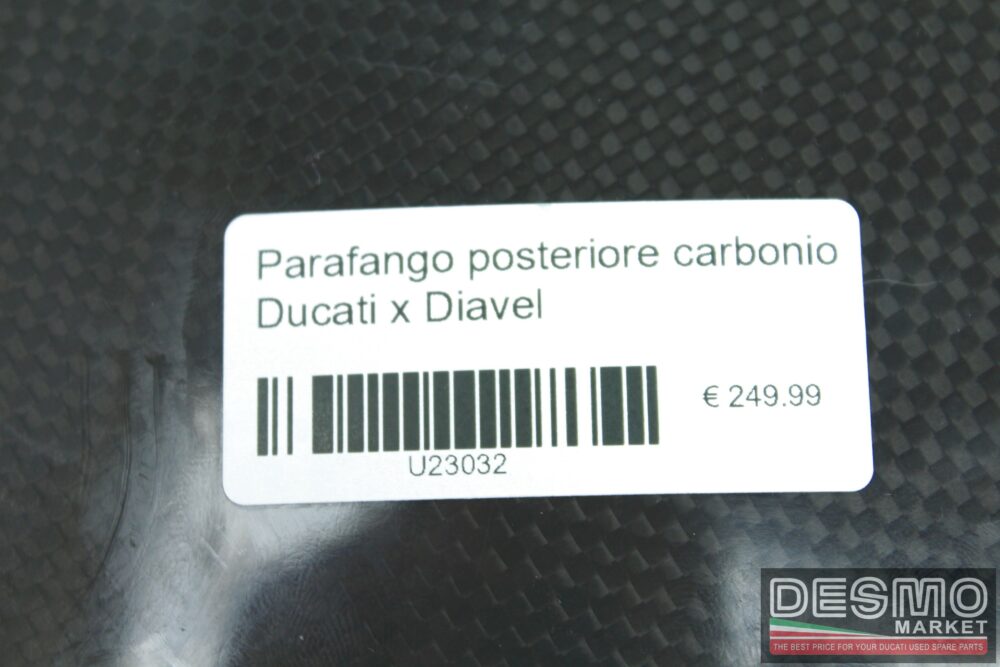 Parafango posteriore carbonio
Ducati x Diavel
€ 249.99
U23032
DESMO
MARKET
THE BEST PRICE FOR YOUR DUCATI USED SPARE PARTS